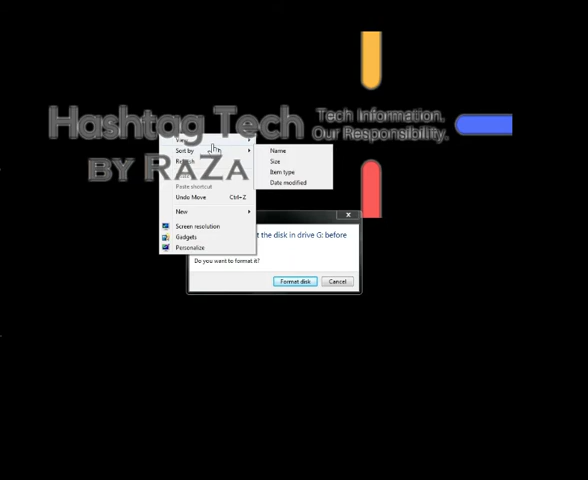 Hashtag Tech
Tech Information.
Our Responsibility.
BY RAZA
View
Sort by
Refresh
Paste shortcut
Undo Move Ctrl+Z
New
Screen resolution
Gadgets
Personalize
Name
Size
Item type
Date modified
t the disk in drive G: before
Do you want to format it?
Format disk
Cancel